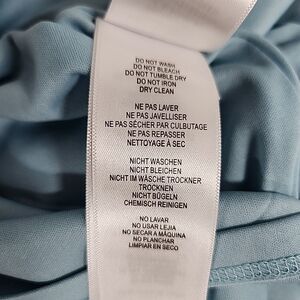 DO NOT WASH
DO NOT BLEACH
DO NOT TUMBLE DRY
DO NOT IRON
DRY CLEAN
NE PAS LAVER
NE PAS JAVELLISER
NE PAS SÉCHER PAR CULBUTAGE
NE PAS REPASSER
NETTOYAGE À SEC
NICHT WASCHEN
NICHT BLEICHEN
NICHT IM WÄSCHE TROCKNER
TROCKNEN
NICHT BÜGELN
CHEMISCH REINIGEN
NO LAVAR
NO USAR LEJIA
NO SECAR A MÁQUINA
NO PLANCHAR
LIMPIAR EN SECO